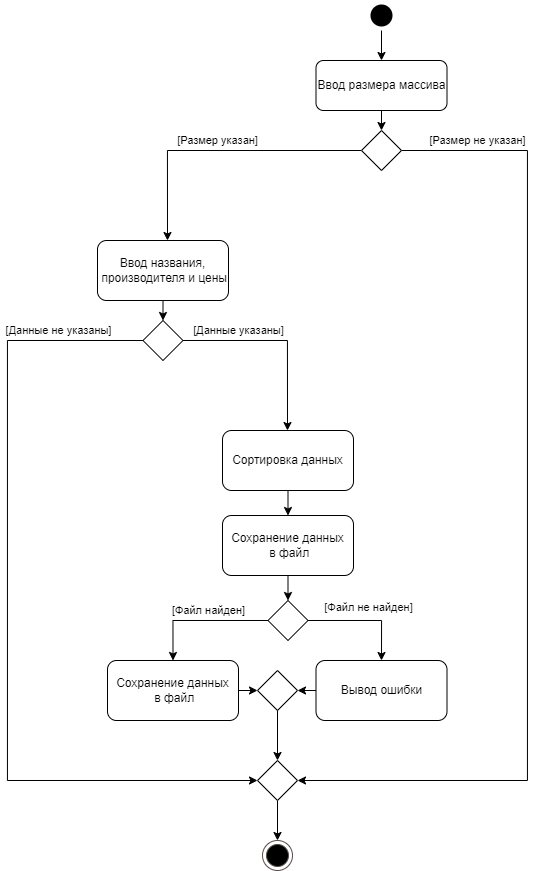 Ввод размера массива
[Размер указан]
[Размер не указан]
Ввод названия,
производителя и цены
[Данные не указаны]
[Данные указаны]
Сортировка данных
Сохранение данных
в файл
[Файл найден]
[Файл не найден]
Сохранение данных
в файл
Вывод ошибки